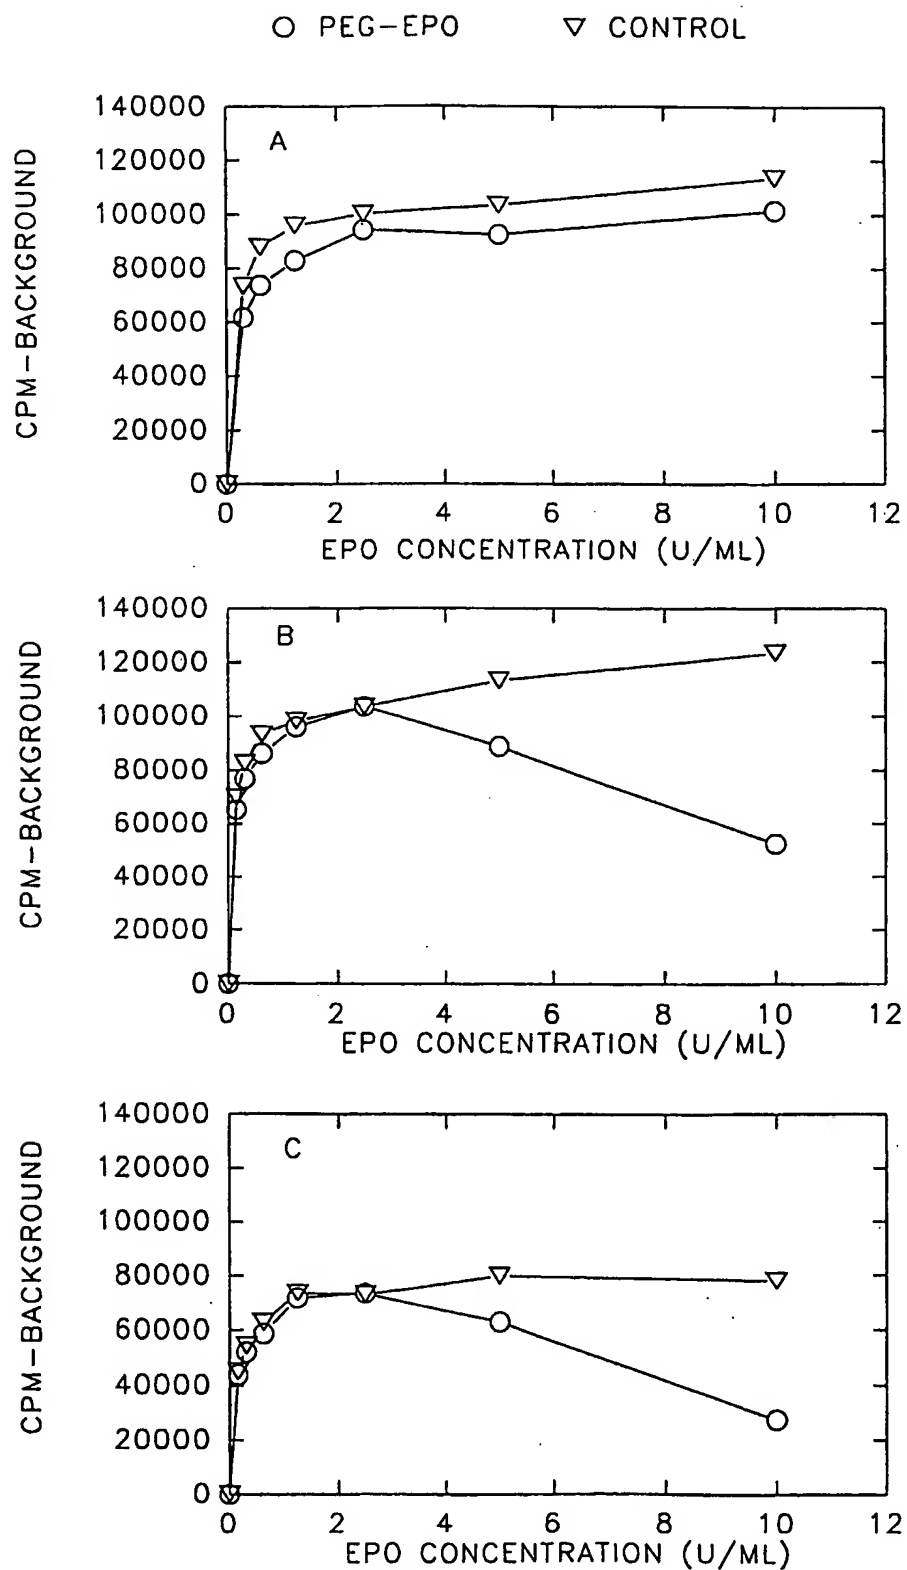 PEG-EPO CONTROL
A
140000
120000
100000
80000
60000
40000
20000
0
CPM-BACKGROUND
0 2 4 6 8 10 12
EPO CONCENTRATION (U/ML)
B
140000
120000
100000
80000
60000
40000
20000
0
CPM-BACKGROUND
0 2 4 6 8 10 12
EPO CONCENTRATION (U/ML)
C
140000
120000
100000
80000
60000
40000
20000
0
CPM-BACKGROUND
0 2 4 6 8 10 12
EPO CONCENTRATION (U/ML)